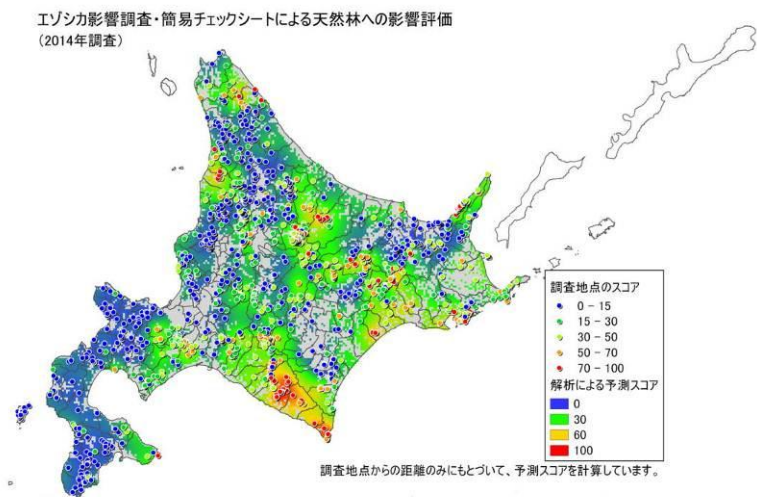 エゾシカ影響調査・簡易チェックシートによる天然林への影響評価
（2014年調査）
調査地点のスコア
0 - 15
15 - 30
30 - 50
50 - 70
70 - 100
解析による予測スコア
0
30
60
100
調査地点からの距離のみにもとづいて、予測スコアを計算しています。